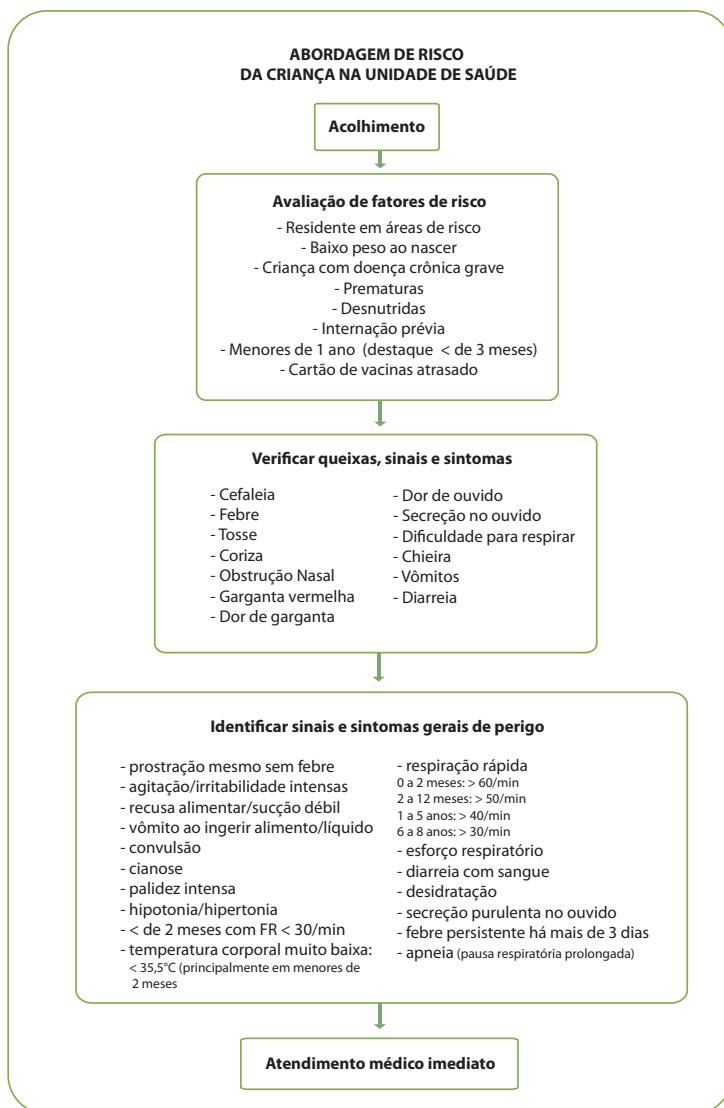 ABORDAGEM DE RISCO
DA CRIANÇA NA UNIDADE DE SAÚDE
Acolhimento
Avaliação de fatores de risco
- Residente em áreas de risco
- Baixo peso ao nascer
- Criança com doença crônica grave
- Prematuras
- Desnutridas
- Internação prévia
- Menores de 1 ano (destaque < de 3 meses)
- Cartão de vacinas atrasado
Verificar queixas, sinais e sintomas
- Cefaleia
- Febre
- Tosse
- Coriza
- Obstrução Nasal
- Garganta vermelha
- Dor de garganta
- Dor de ouvido
- Secreção no ouvido
- Dificuldade para respirar
- Chieira
- Vômitos
- Diarreia
Identificar sinais e sintomas gerais de perigo
- prostração mesmo sem febre
- agitação/irritabilidade intensas
- recusa alimentar/sucção débil
- vômito ao ingerir alimento/líquido
- convulsão
- cianose
- palidez intensa
- hipotonia/hipertonia
- < de 2 meses com FR < 30/min
- temperatura corporal muito baixa:
< 35,5°C (principalmente em menores de
2 meses
- respiração rápida
0 a 2 meses: > 60/min
2 a 12 meses: > 50/min
1 a 5 anos: > 40/min
6 a 8 anos: > 30/min
- esforço respiratório
- diarreia com sangue
- desidratação
- secreção purulenta no ouvido
- febre persistente há mais de 3 dias
- apneia (pausa respiratória prolongada)
Atendimento médico imediato